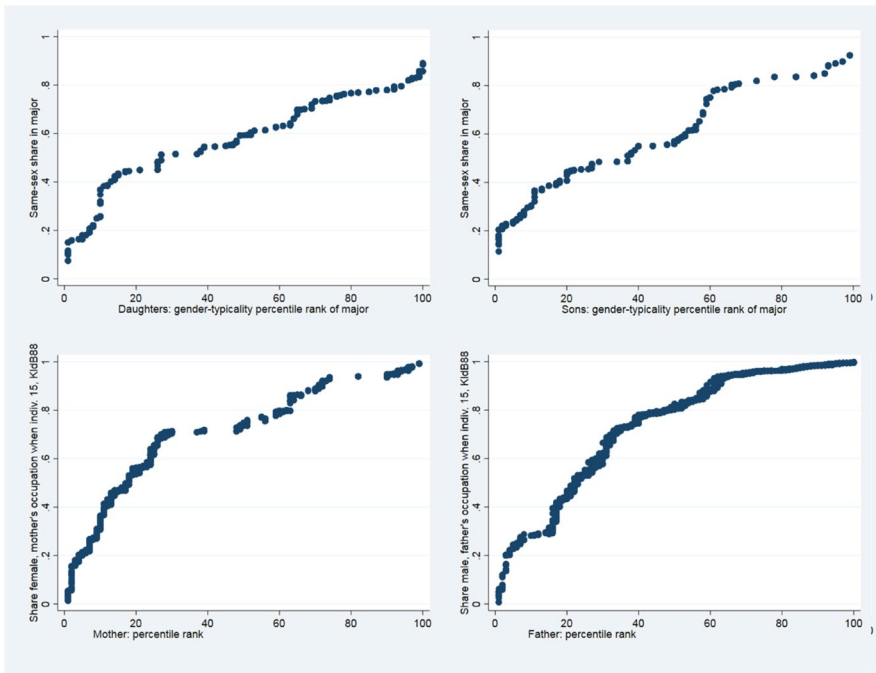 Same-sex share in major
0 .2 .4 .6 .8 1
0 20 40 60 80 100
Daughters: gender-typicality percentile rank of major
Same-sex share in major
0 .2 .4 .6 .8 1
0 20 40 60 80 100
Sons: gender-typicality percentile rank of major
Share female, mother's occupation when indiv. 15, KldB88
0 .2 .4 .6 .8 1
0 20 40 60 80 100
Mother: percentile rank
Share male, father's occupation when indiv. 15, KldB88
0 .2 .4 .6 .8 1
0 20 40 60 80 100
Father: percentile rank